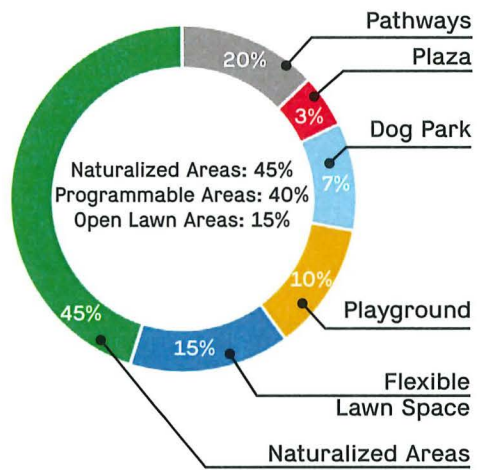 Pathways
20%
Plaza
3%
Dog Park
7%
Naturalized Areas: 45%
Programmable Areas: 40%
Open Lawn Areas: 15%
10%
Playground
45%
15%
Flexible
Lawn Space
Naturalized Areas